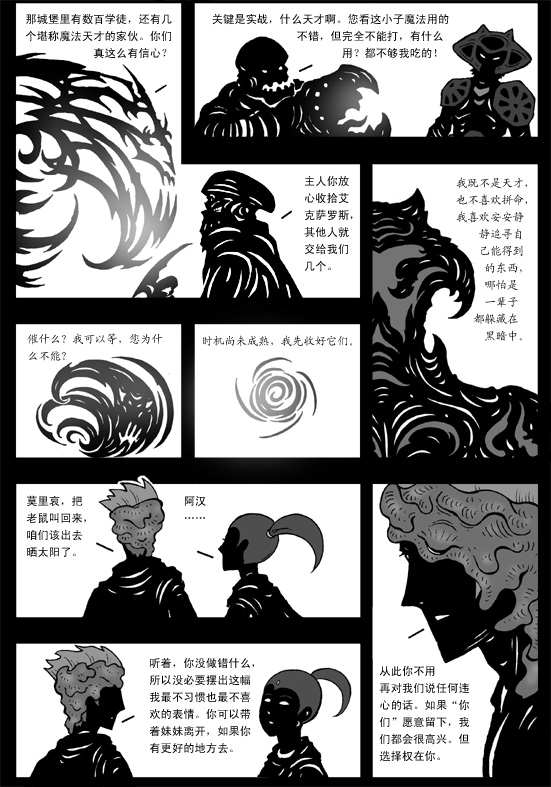 那城堡里有数百学徒，还有几
个堪称魔法天才的家伙。你们
真这么有信心？
关键是实战，什么天才啊。您看这小子魔法用的
不错，但完全不能打，有什么
用？都不够我吃的！
主人你放
心收拾艾
克萨罗斯，
其他人就
交给我们
几个。
我既不是天才，
也不喜欢拼命，
我喜欢安安静
静追寻自
己能得到
的东西，
哪怕是
一辈子
都躲藏在
黑暗中。
催什么？我可以等，您为什
么不能？
时机尚未成熟，我先收好它们。
莫里哀，把
老鼠叫回来，
咱们该出去
晒太阳了。
阿汉
……
从此你不用
再对我们说任何违
心的话。如果“你
们”愿意留下，我
们都会很高兴。但
选择权在你。
听着，你没做错什么，
所以没必要摆出这幅
我最不习惯也最不喜
欢的表情。你可以带
着妹妹离开，如果你
有更好的地方去。